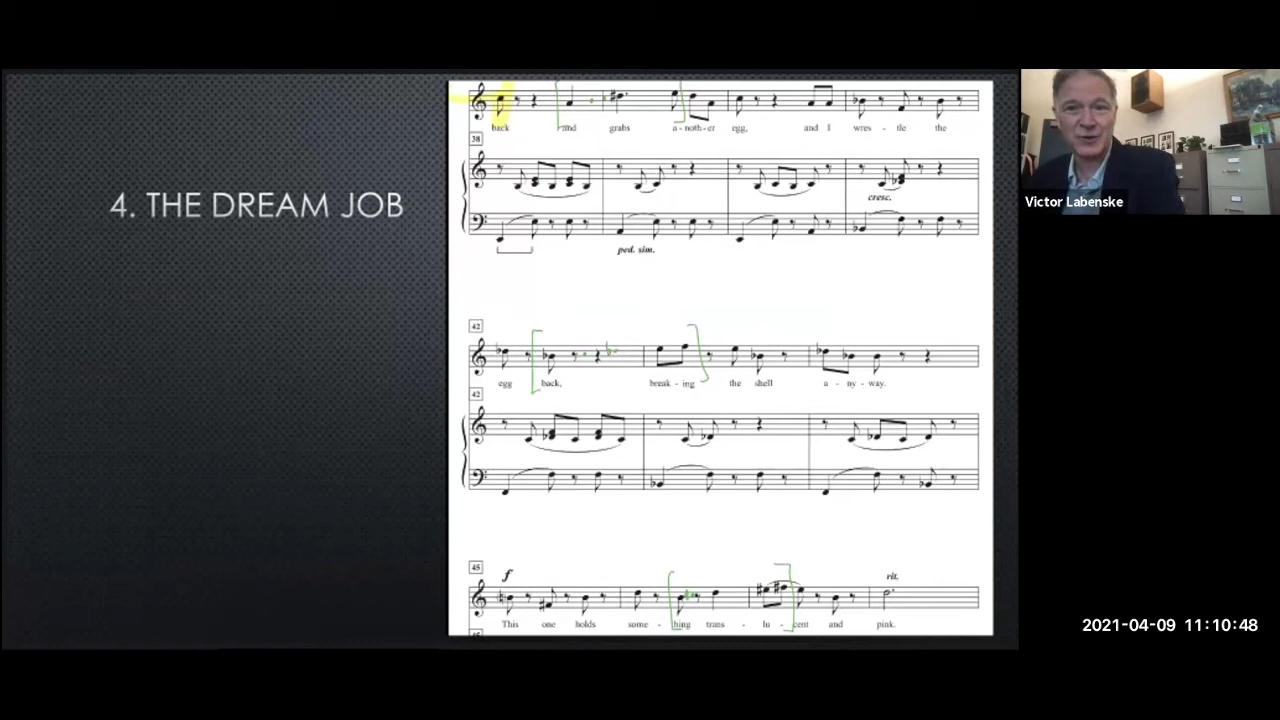 4. THE DREAM JOB
back and grabs a - noth - er egg, and I wres - tle the
38
cresc.
ped. sim.
42
egg back, break - ing the shell a - ny - way.
42
45
f
rit.
This one holds some - thing trans - lu - cent and pink.
45
Victor Labenske
2021-04-09 11:10:48